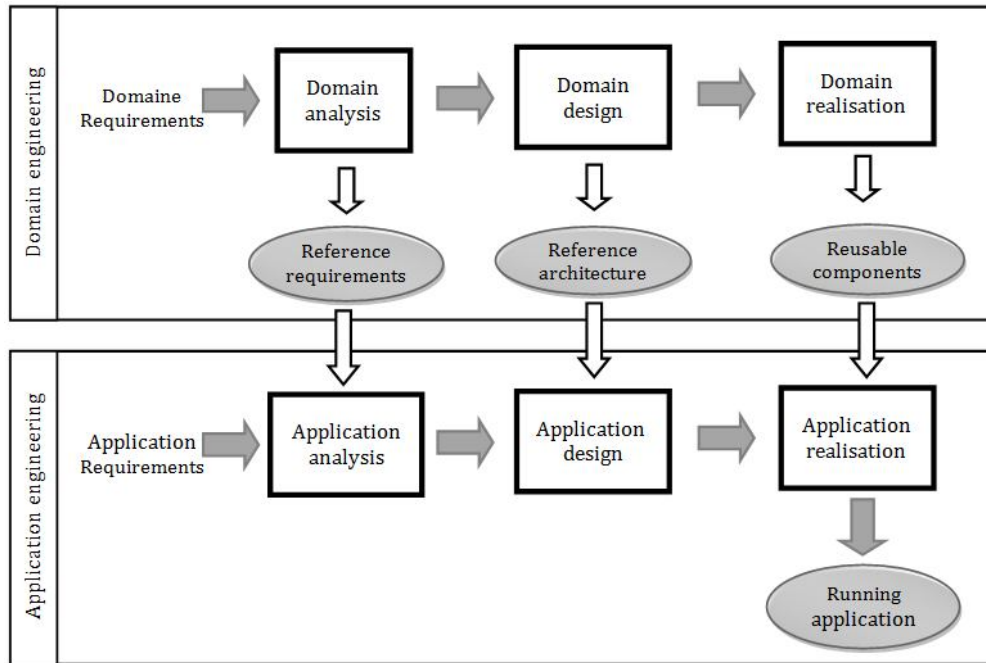 Domain engineering
Domaine
Requirements
Domain
analysis
Domain
design
Domain
realisation
Reference
requirements
Reference
architecture
Reusable
components
Application engineering
Application
Requirements
Application
analysis
Application
design
Application
realisation
Running
application